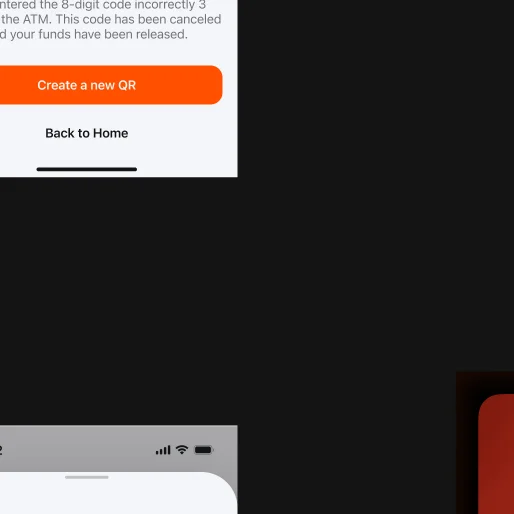 ntered the 8-digit code incorrectly 3
the ATM. This code has been canceled
d your funds have been released.
Create a new QR
Back to Home
2